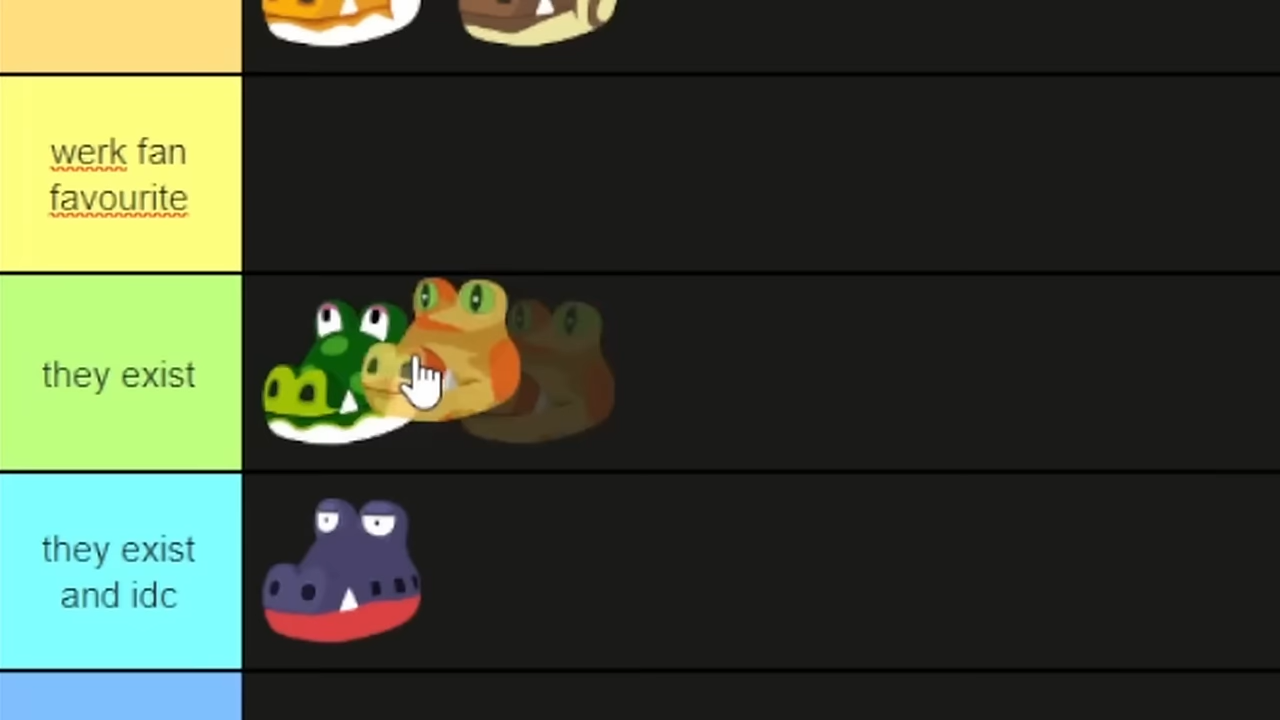 werk fan
favourite
they exist
they exist
and idc